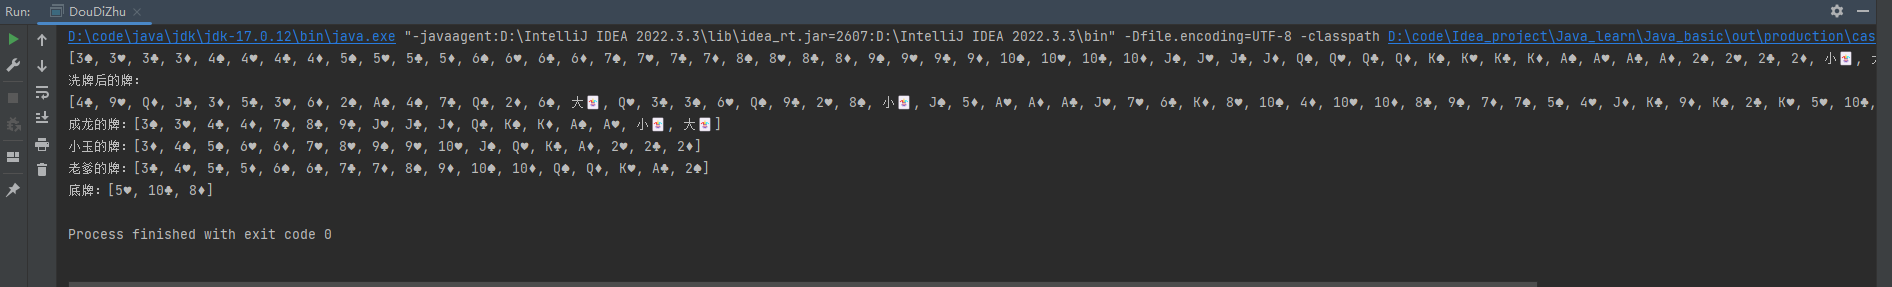 Run: DouDiZhu
D:\code\java\jdk\jdk-17.0.12\bin\java.exe "-javaagent:D:\IntelliJ IDEA 2022.3.3\lib\idea_rt.jar=2607:D:\IntelliJ IDEA 2022.3.3\bin" -Dfile.encoding=UTF-8 -classpath D:\code\Idea_project\Java_learn\Java_basic\out\production\cas
[3♠, 3♥, 3♣, 3♦, 4♠, 4♥, 4♣, 4♦, 5♠, 5♥, 5♣, 5♦, 6♠, 6♥, 6♣, 6♦, 7♠, 7♥, 7♣, 7♦, 8♠, 8♥, 8♣, 8♦, 9♠, 9♥, 9♣, 9♦, 10♠, 10♥, 10♣, 10♦, J♠, J♥, J♣, J♦, Q♠, Q♥, Q♣, Q♦, K♠, K♥, K♣, K♦, A♠, A♥, A♣, A♦, 2♠, 2♥, 2♣, 2♦, 小🃏,
洗牌后的牌:
[4♣, 9♥, Q♦, J♣, 3♦, 5♣, 3♥, 6♦, 2♠, A♠, 4♠, 7♣, Q♣, 2♦, 6♠, 大🃏, Q♥, 3♣, 3♠, 6♥, Q♠, 9♣, 2♥, 8♠, 小🃏, J♠, 5♦, A♥, A♦, A♣, J♥, 7♥, 6♣, K♦, 8♥, 10♠, 4♦, 10♥, 10♦, 8♣, 9♠, 7♦, 7♠, 5♠, 4♥, J♦, K♣, 9♦, K♠, 2♣, K♥, 5♥, 10♣,
成龙的牌：[3♠, 3♥, 4♣, 4♦, 7♠, 8♣, 9♣, J♥, J♣, J♦, Q♣, K♠, K♦, A♠, A♥, 小🃏, 大🃏]
小玉的牌：[3♦, 4♠, 5♠, 6♥, 6♦, 7♥, 8♥, 9♠, 9♥, 10♥, J♠, Q♥, K♣, A♦, 2♥, 2♣, 2♦]
老爹的牌：[3♣, 4♥, 5♣, 5♦, 6♠, 6♣, 7♣, 7♦, 8♠, 9♦, 10♠, 10♦, Q♠, Q♦, K♥, A♣, 2♠]
底牌：[5♥, 10♣, 8♦]
Process finished with exit code 0